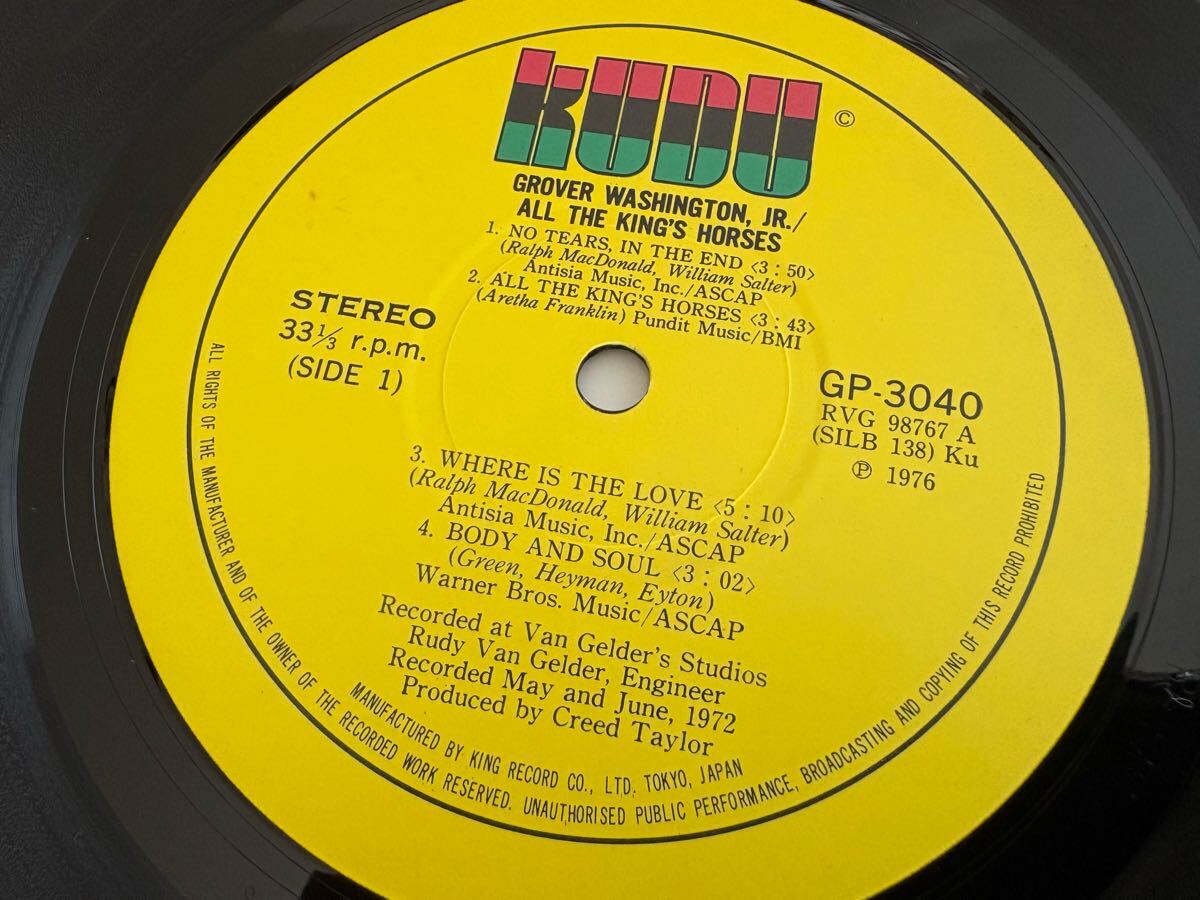 KUDU ©
GROVER WASHINGTON, JR./
ALL THE KING'S HORSES
1. NO TEARS, IN THE END <3 : 50>
(Ralph MacDonald, William Salter)
Antisia Music, Inc./ASCAP
2. ALL THE KING'S HORSES <3 : 43>
(Aretha Franklin) Pundit Music/BMI
STEREO
33 1/3 r.p.m.
(SIDE 1)
GP-3040
RVG 98767 A
(SILB 138) Ku
Ⓟ 1976
3. WHERE IS THE LOVE <5 : 10>
(Ralph MacDonald, William Salter)
Antisia Music, Inc./ASCAP
4. BODY AND SOUL <3 : 02>
(Green, Heyman, Eyton)
Warner Bros. Music/ASCAP
Recorded at Van Gelder's Studios
Rudy Van Gelder, Engineer
Recorded May and June, 1972
Produced by Creed Taylor
MANUFACTURED BY KING RECORD CO., LTD. TOKYO, JAPAN
ALL RIGHTS OF THE MANUFACTURER AND OF THE OWNER OF THE RECORDED WORK RESERVED. UNAUTHORISED PUBLIC PERFORMANCE, BROADCASTING AND COPYING OF THIS RECORD PROHIBITED